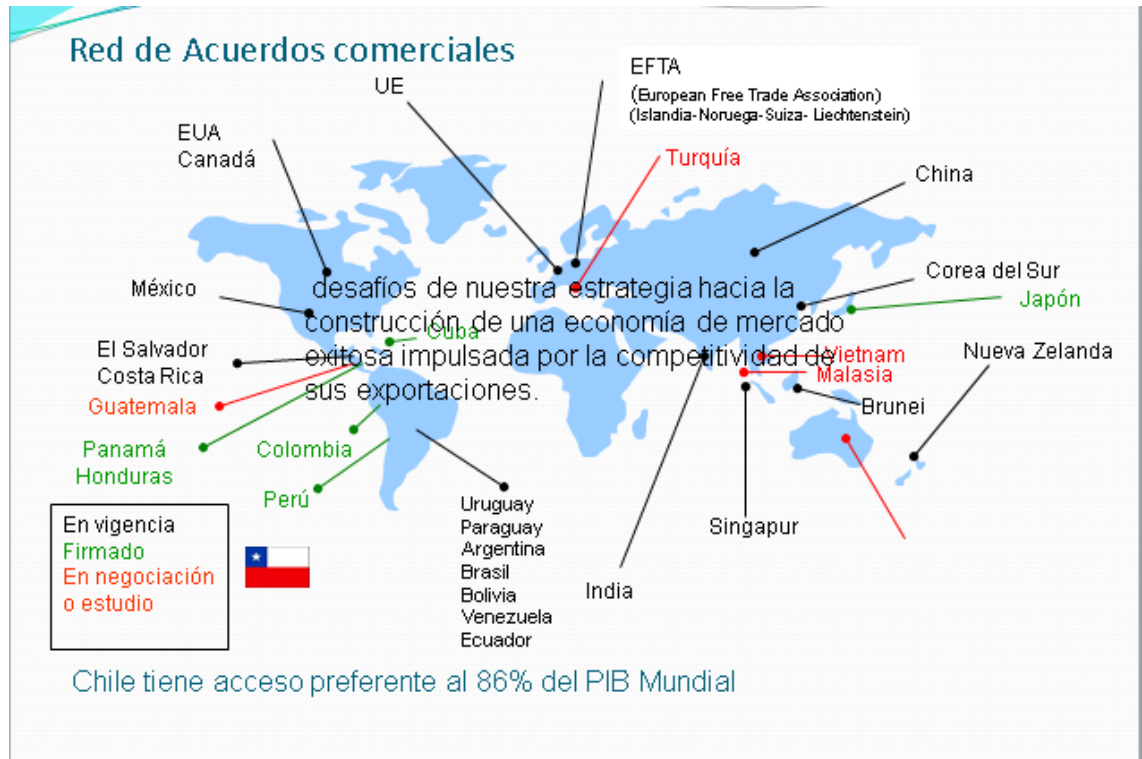 Red de Acuerdos comerciales
UE
EFTA
(European Free Trade Association)
(Islandia-Noruega-Suiza- Liechtenstein)
EUA
Canadá
Turquía
China
México
Corea del Sur
Japón
desafíos de nuestra estrategia hacia la
construcción de una economía de mercado
exitosa impulsada por la competitividad de
sus exportaciones.
Cuba
El Salvador
Costa Rica
Vietnam
Malasia
Nueva Zelanda
Guatemala
Brunei
Panamá
Honduras
Colombia
Perú
Uruguay
Paraguay
Argentina
Brasil
Bolivia
Venezuela
Ecuador
Singapur
India
En vigencia
Firmado
En negociación
o estudio
Chile tiene acceso preferente al 86% del PIB Mundial